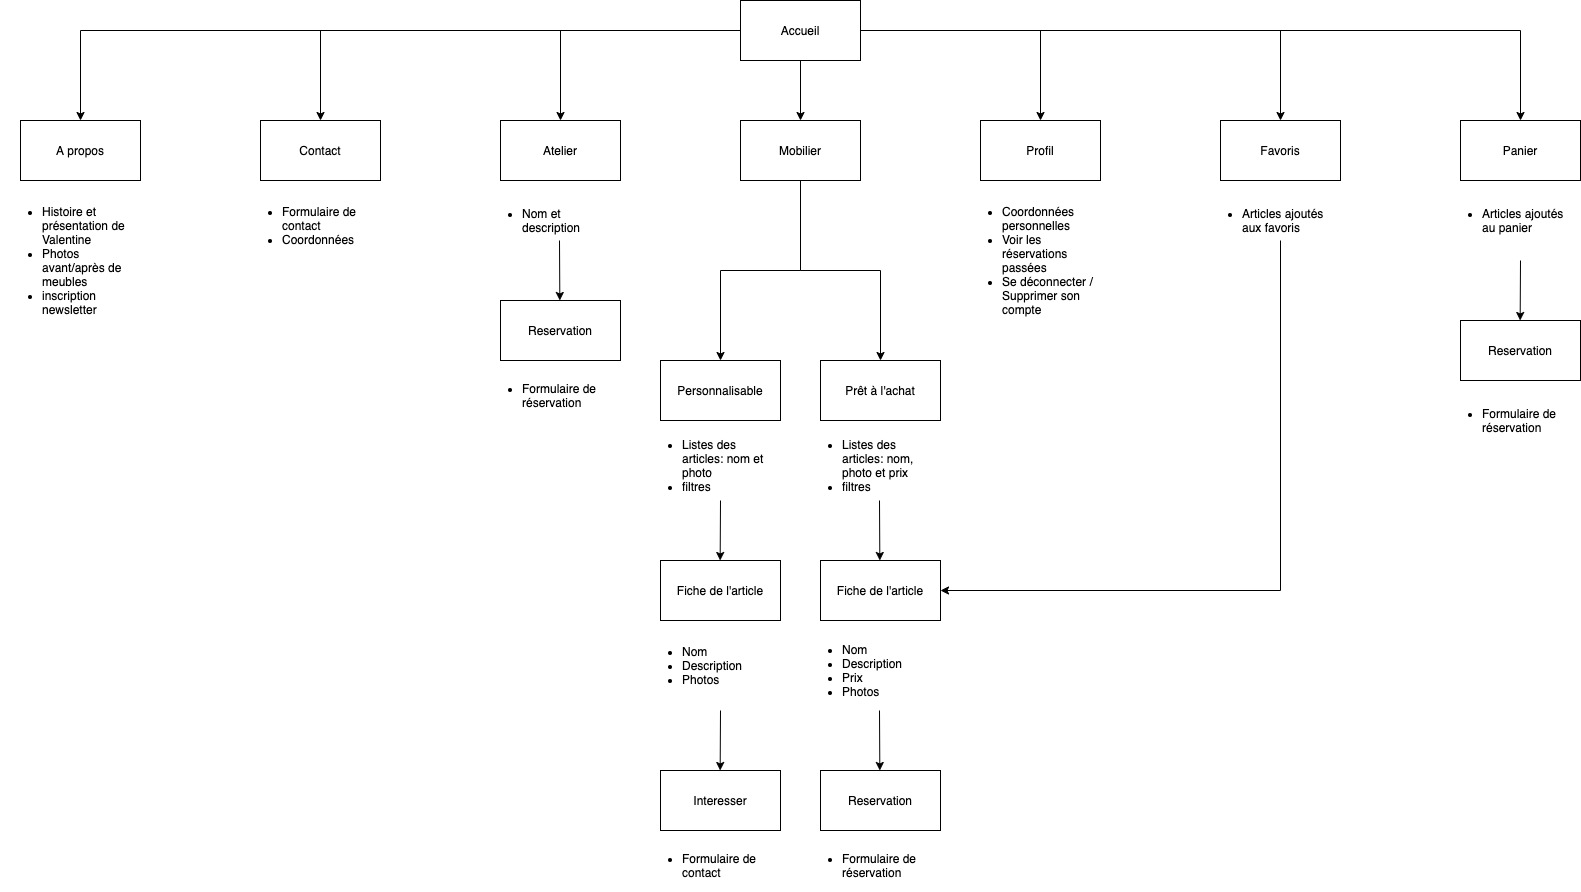 Accueil
A propos
Contact
Atelier
Mobilier
Profil
Favoris
Panier
• Histoire et
présentation de
Valentine
• Photos
avant/après de
meubles
• inscription
newsletter
• Formulaire de
contact
• Coordonnées
• Nom et
description
• Coordonnées
personnelles
• Voir les
réservations
passées
• Se déconnecter /
Supprimer son
compte
• Articles ajoutés
aux favoris
• Articles ajoutés
au panier
Reservation
• Formulaire de
réservation
Reservation
• Formulaire de
réservation
Personnalisable
Prêt à l'achat
• Listes des
articles: nom et
photo
• filtres
• Listes des
articles: nom,
photo et prix
• filtres
Fiche de l'article
Fiche de l'article
• Nom
• Description
• Photos
• Nom
• Description
• Prix
• Photos
Interesser
Reservation
• Formulaire de
contact
• Formulaire de
réservation